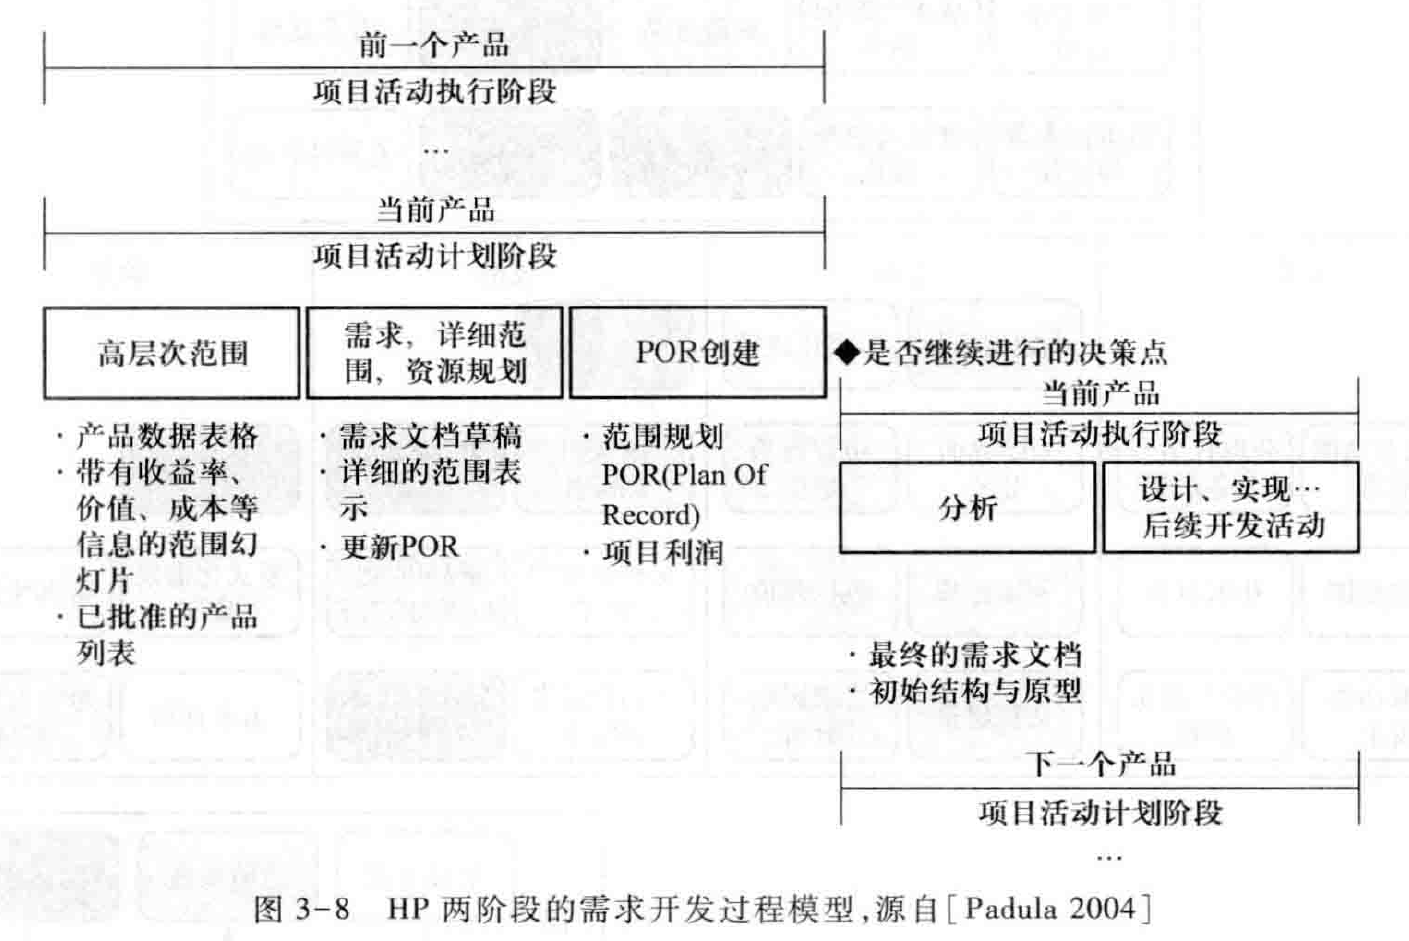 前一个产品
项目活动执行阶段
…
当前产品
项目活动计划阶段
高层次范围
需求，详细范
围，资源规划
POR创建
· 产品数据表格
· 带有收益率、
价值、成本等
信息的范围幻
灯片
· 已批准的产品
列表
· 需求文档草稿
· 详细的范围表
示
· 更新POR
· 范围规划
POR(Plan Of
Record)
· 项目利润
◆是否继续进行的决策点
当前产品
项目活动执行阶段
分析
设计、实现…
后续开发活动
· 最终的需求文档
· 初始结构与原型
下一个产品
项目活动计划阶段
…
图 3-8 HP 两阶段的需求开发过程模型,源自[Padula 2004]